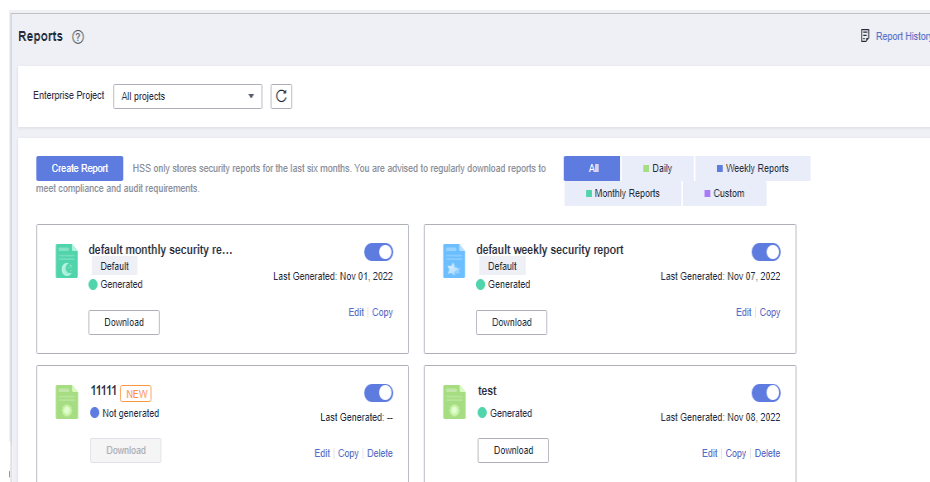 Reports ?
Report History
Enterprise Project All projects
Create Report HSS only stores security reports for the last six months. You are advised to regularly download reports to
meet compliance and audit requirements.
All Daily Weekly Reports
Monthly Reports Custom
default monthly security re...
Default
Generated
Last Generated: Nov 01, 2022
Edit Copy
Download
default weekly security report
Default
Generated
Last Generated: Nov 07, 2022
Edit Copy
Download
11111 NEW
Not generated
Last Generated: --
Download
Edit Copy Delete
test
Generated
Last Generated: Nov 08, 2022
Download
Edit Copy Delete